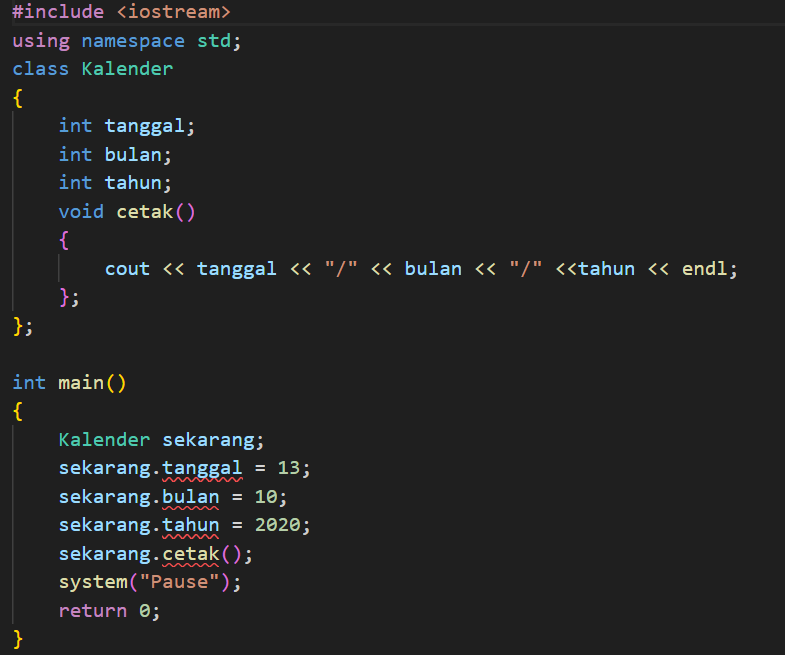 #include <iostream>
using namespace std;
class Kalender
{
    int tanggal;
    int bulan;
    int tahun;
    void cetak()
    {
        cout << tanggal << "/" << bulan << "/" <<tahun << endl;
    };
};

int main()
{
    Kalender sekarang;
    sekarang.tanggal = 13;
    sekarang.bulan = 10;
    sekarang.tahun = 2020;
    sekarang.cetak();
    system("Pause");
    return 0;
}